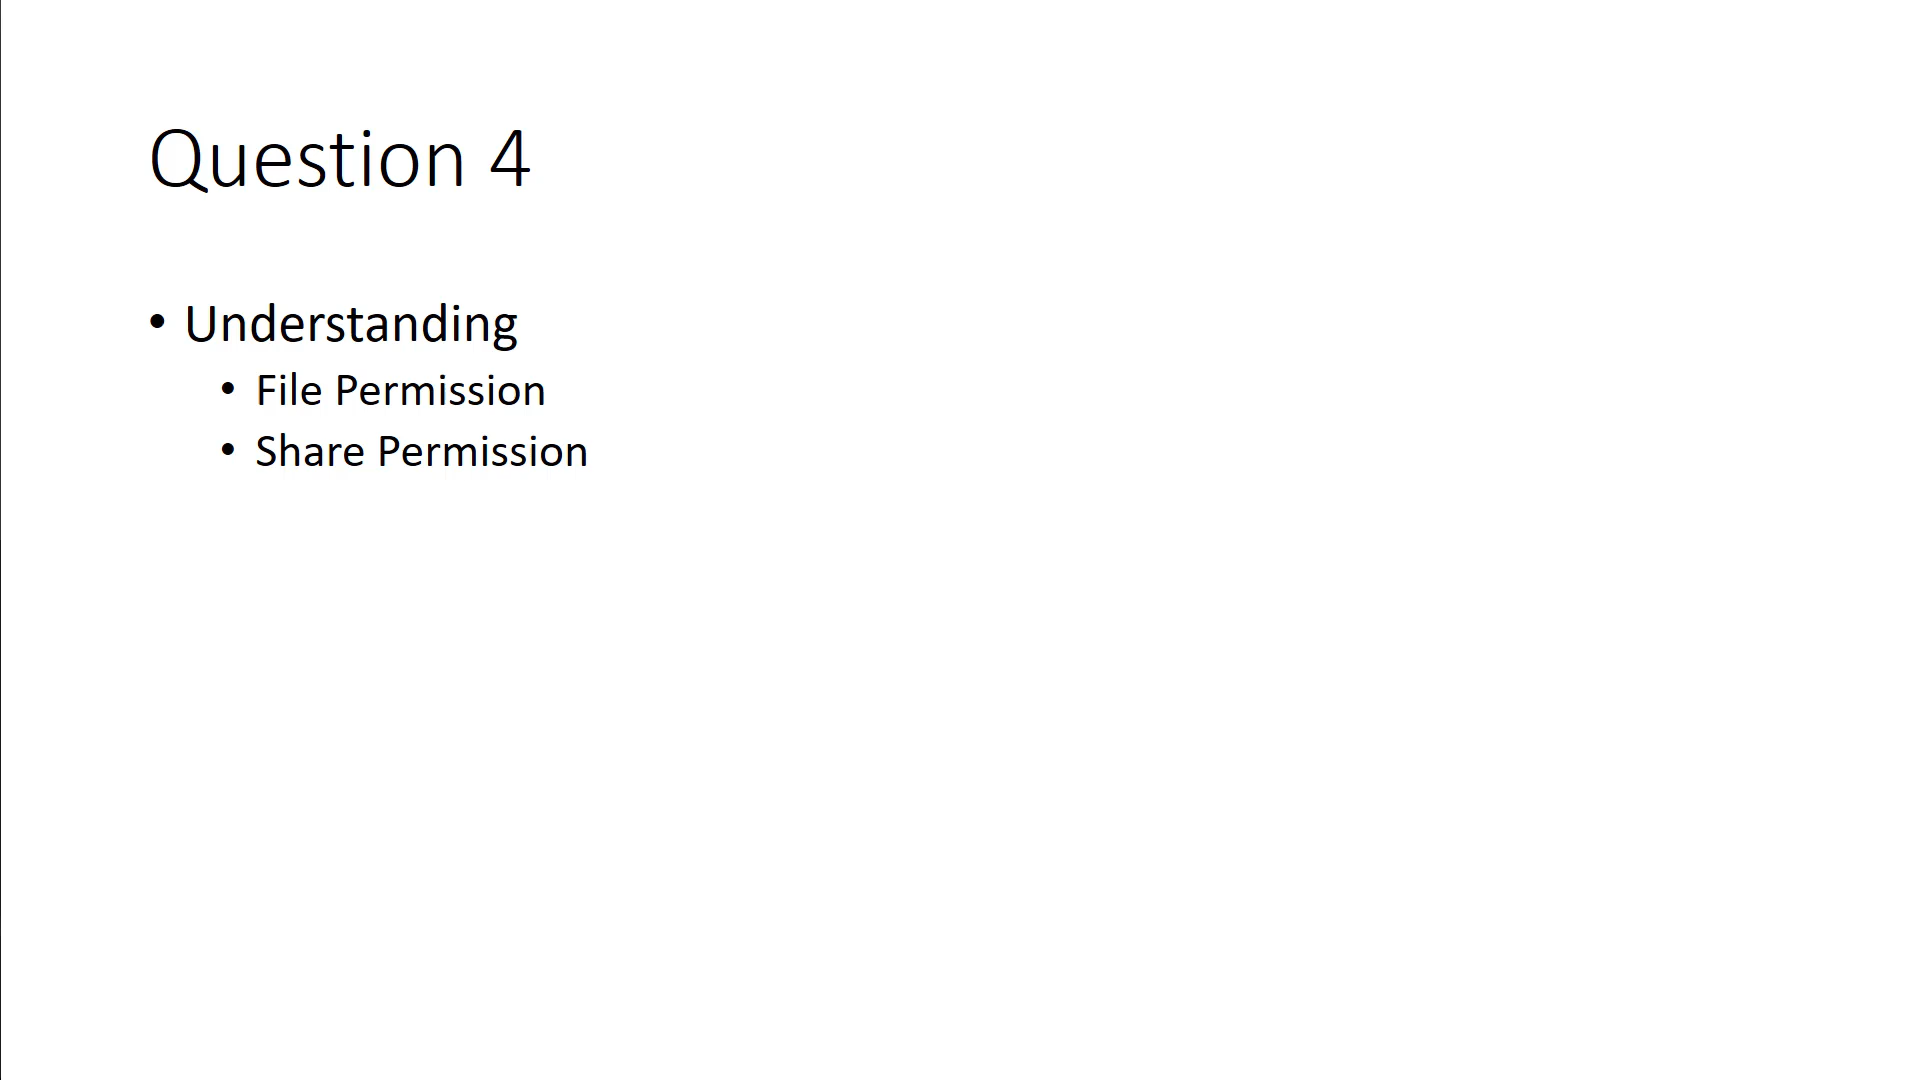 Question 4
• Understanding
• File Permission
• Share Permission